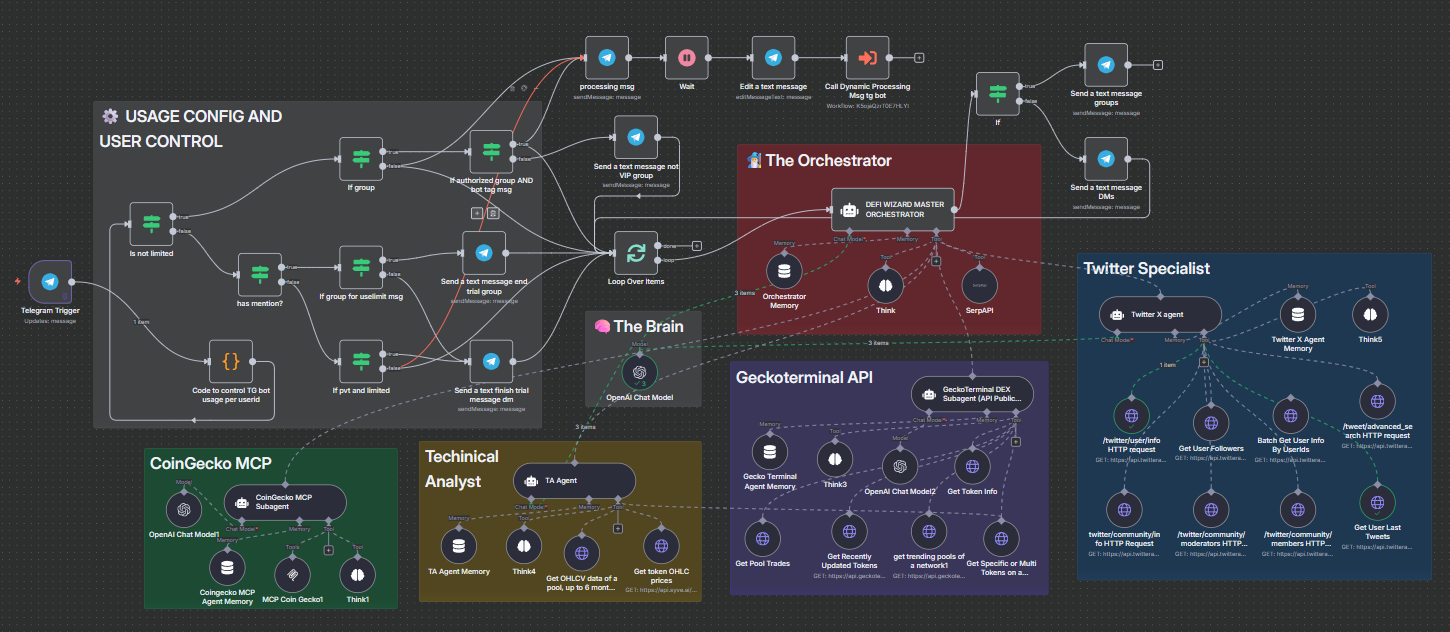 processing msg
sendMessage: message
Wait
Edit a text message
editMessageText: message
Call Dynamic Processing
Msg tg bot
true
false
If
Send a text message
groups
sendMessage: message
Send a text message
DMs
sendMessage: message
USAGE CONFIG AND
USER CONTROL
true
false
If group
true
false
If authorized group AND
bot tag msg
Send a text message not
VIP group
sendMessage: message
true
false
Is not limited
true
false
has mention?
true
false
If group for uselimit msg
Send a text message end
trial group
sendMessage: message
done
loop
Loop Over Items
Telegram Trigger
Updates: message
1 item
Code to control TG bot
usage per userid
true
false
If pvt and limited
Send a text finish trial
message dm
sendMessage: message
The Orchestrator
DEFI WIZARD MASTER
ORCHESTRATOR
Chat Model*
Memory
Tool
Memory
Orchestrator
Memory
Tool
Think
Tool
SerpAPI
3 items
The Brain
Model
3
OpenAI Chat Model
3 items
3 items
Twitter Specialist
Twitter X agent
Chat Model*
Memory
Tool
Memory
Twitter X Agent
Memory
Tool
Think5
1 item
/twitter/user/info
HTTP request
GET: https://api.twittera...
Get User Followers
GET: https://api.twittera...
Batch Get User Info
By UserIds
GET: https://api.twittera...
/tweet/advanced_se
arch HTTP request
GET: https://api.twittera...
twitter/community/in
fo HTTP Request
GET: https://api.twittera...
/twitter/community/
moderators HTTP...
GET: https://api.twittera...
/twitter/community/
members HTTP...
GET: https://api.twittera...
Get User Last
Tweets
GET: https://api.twittera...
Geckoterminal API
GeckoTerminal DEX
Subagent (API Public...
Chat Model*
Memory
Tool
Memory
Gecko Terminal
Agent Memory
Tool
Think3
Model
OpenAI Chat Model2
Get Token Info
Get Pool Trades
Get Recently
Updated Tokens
GET: https://api.geckote...
get trending pools of
a network1
GET: https://api.geckote...
Get Specific or Multi
Tokens on a...
GET: https://api.geckote...
Techinical
Analyst
TA Agent
Chat Model*
Memory
Tool
Memory
TA Agent Memory
Tool
Think4
Get OHLCV data of a
pool, up to 6 mont...
Get token OHLC
prices
CoinGecko MCP
CoinGecko MCP
Subagent
Model
OpenAI Chat Model1
Chat Model*
Memory
Tool
Memory
Coingecko MCP
Agent Memory
Tools
MCP Coin Gecko1
Tool
Think1